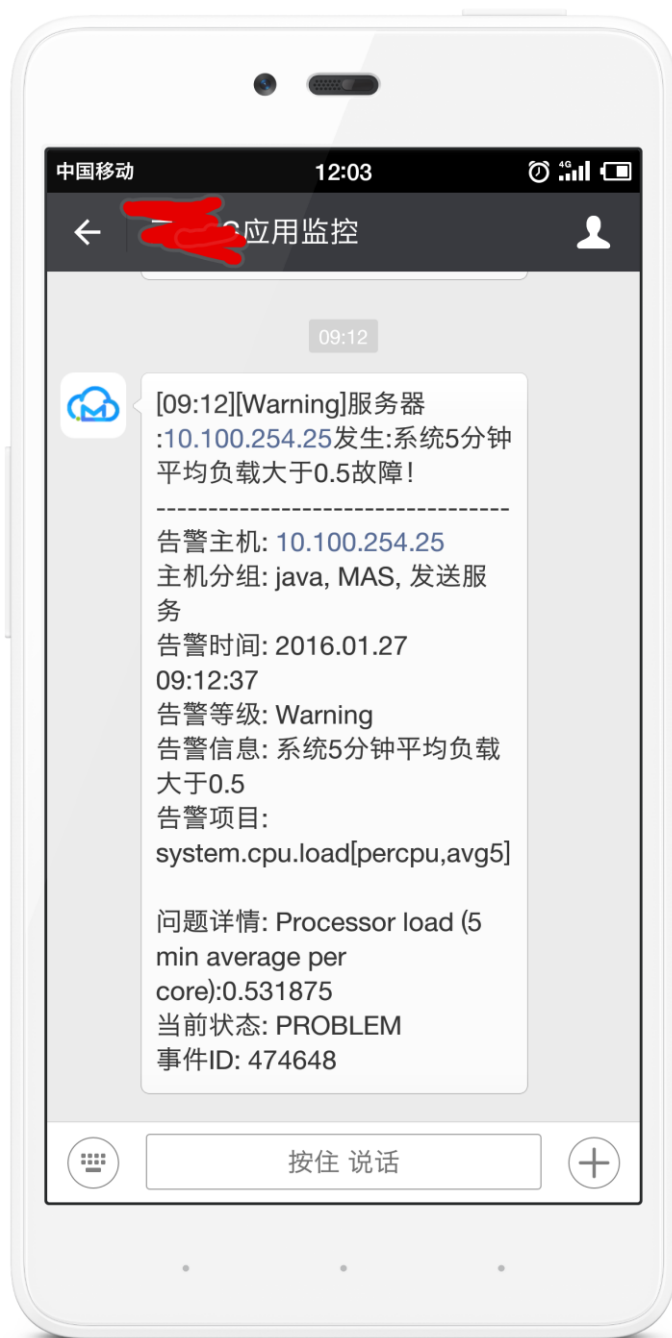 中国移动
12:03
4G
应用监控
09:12
[09:12][Warning]服务器
:10.100.254.25发生:系统5分钟
平均负载大于0.5故障！
----------------------------------
告警主机: 10.100.254.25
主机分组: java, MAS, 发送服
务
告警时间: 2016.01.27
09:12:37
告警等级: Warning
告警信息: 系统5分钟平均负载
大于0.5
告警项目:
system.cpu.load[percpu,avg5]
问题详情: Processor load (5
min average per
core):0.531875
当前状态: PROBLEM
事件ID: 474648
按住 说话